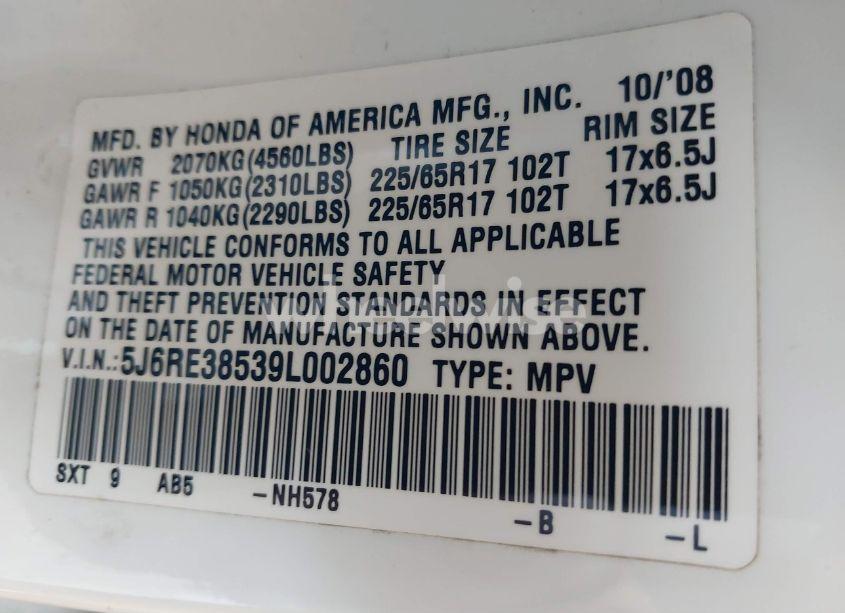 MFD. BY HONDA OF AMERICA MFG., INC. 10/'08
GVWR 2070KG(4560LBS) TIRE SIZE RIM SIZE
GAWR F 1050KG(2310LBS) 225/65R17 102T 17x6.5J
GAWR R 1040KG(2290LBS) 225/65R17 102T 17x6.5J
THIS VEHICLE CONFORMS TO ALL APPLICABLE
FEDERAL MOTOR VEHICLE SAFETY
AND THEFT PREVENTION STANDARDS IN EFFECT
ON THE DATE OF MANUFACTURE SHOWN ABOVE.
V.I.N.: 5J6RE38539L002860 TYPE: MPV
SXT 9 AB5 -NH578 -B -L